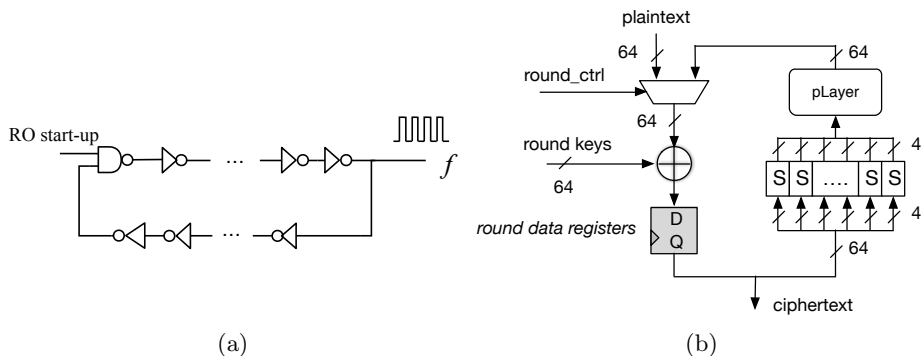 RO start-up
...
f
...
(a)
plaintext
64
64
round_ctrl
pLayer
64
round keys
64
4
S S .... S S
D
round data registers
Q
4
64
ciphertext
(b)